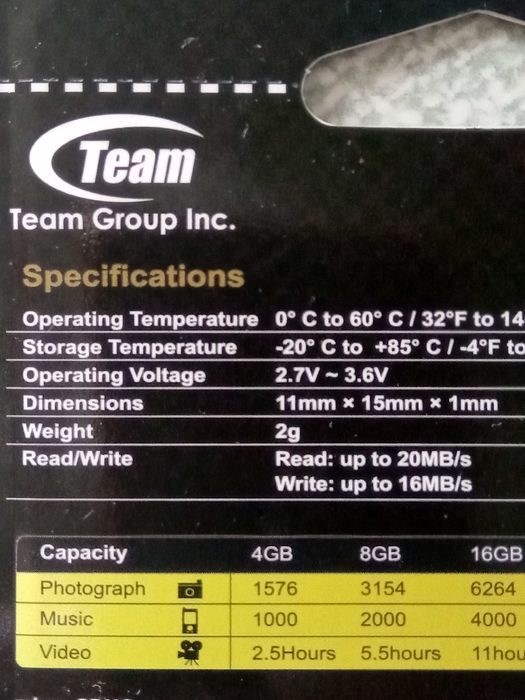 Team
Team Group Inc.
Specifications
Operating Temperature 0° C to 60° C / 32°F to 14
Storage Temperature -20° C to +85° C / -4°F to
Operating Voltage 2.7V ~ 3.6V
Dimensions 11mm × 15mm × 1mm
Weight 2g
Read/Write Read: up to 20MB/s
Write: up to 16MB/s
Capacity 4GB 8GB 16GB
Photograph 1576 3154 6264
Music 1000 2000 4000
Video 2.5Hours 5.5hours 11hou